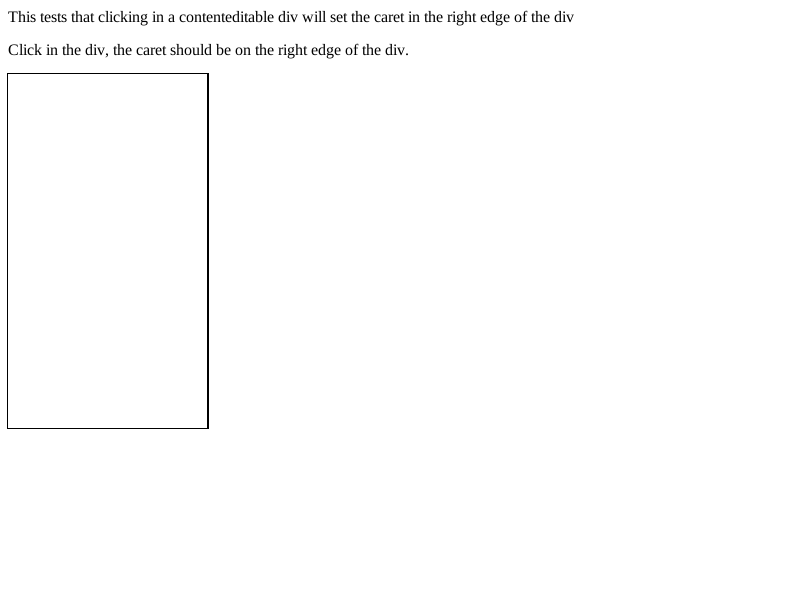 This tests that clicking in a contenteditable div will set the caret in the right edge of the div
Click in the div, the caret should be on the right edge of the div.